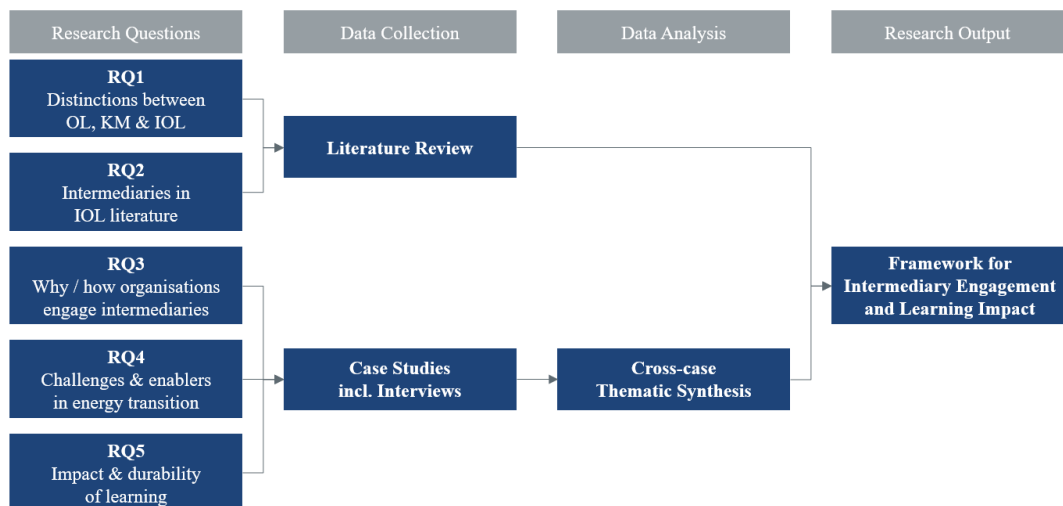 Research Questions
Data Collection
Data Analysis
Research Output
RQ1
Distinctions between
OL, KM & IOL
RQ2
Intermediaries in
IOL literature
RQ3
Why / how organisations
engage intermediaries
RQ4
Challenges & enablers
in energy transition
RQ5
Impact & durability
of learning
Literature Review
Case Studies
incl. Interviews
Cross-case
Thematic Synthesis
Framework for
Intermediary Engagement
and Learning Impact